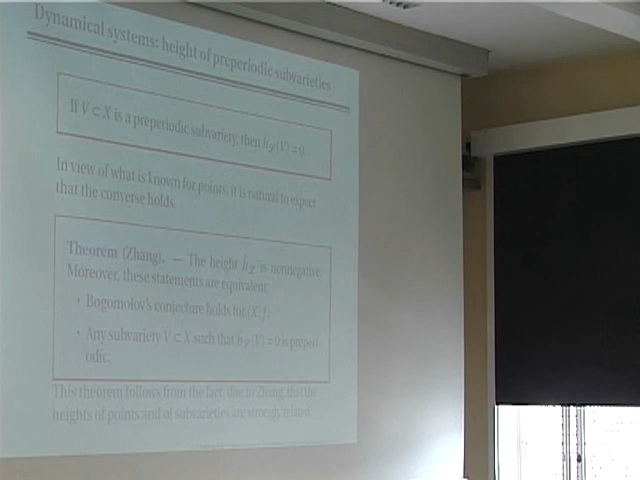 Dynamical systems: height of preperiodic subvarieties
If V ⊂ X is a preperiodic subvariety, then ĥ_ℒ(V) = 0.
In view of what is known for points, it is natural to expect
that the converse holds.
Theorem (Zhang). — The height ĥ_ℒ is nonnegative.
Moreover, these statements are equivalent:
• Bogomolov's conjecture holds for (X, f)
• Any subvariety V ⊂ X such that ĥ_ℒ(V) = 0 is preperi-
odic.
This theorem follows from the fact, due to Zhang, that the
heights of points and of subvarieties are strongly related.